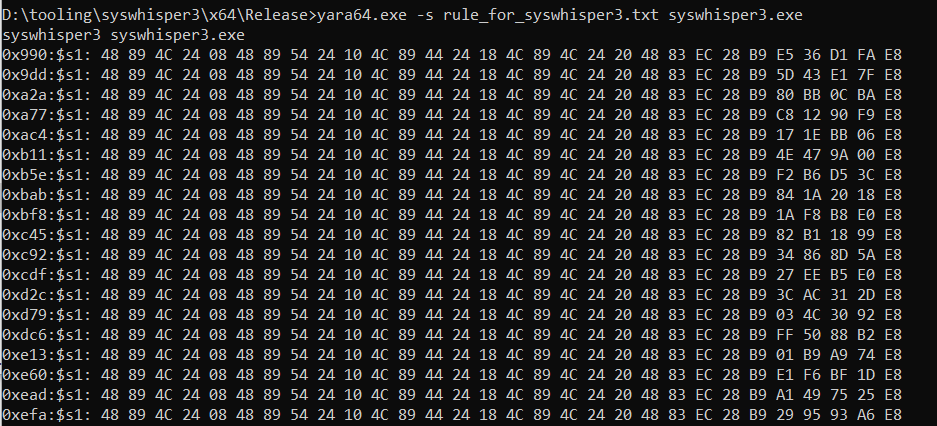 D:\tooling\syswhisper3\x64\Release>yara64.exe -s rule_for_syswhisper3.txt syswhisper3.exe
syswhisper3 syswhisper3.exe
0x990:$s1: 48 89 4C 24 08 48 89 54 24 10 4C 89 44 24 18 4C 89 4C 24 20 48 83 EC 28 B9 E5 36 D1 FA E8
0x9dd:$s1: 48 89 4C 24 08 48 89 54 24 10 4C 89 44 24 18 4C 89 4C 24 20 48 83 EC 28 B9 5D 43 E1 7F E8
0xa2a:$s1: 48 89 4C 24 08 48 89 54 24 10 4C 89 44 24 18 4C 89 4C 24 20 48 83 EC 28 B9 80 BB 0C BA E8
0xa77:$s1: 48 89 4C 24 08 48 89 54 24 10 4C 89 44 24 18 4C 89 4C 24 20 48 83 EC 28 B9 C8 12 90 F9 E8
0xac4:$s1: 48 89 4C 24 08 48 89 54 24 10 4C 89 44 24 18 4C 89 4C 24 20 48 83 EC 28 B9 17 1E BB 06 E8
0xb11:$s1: 48 89 4C 24 08 48 89 54 24 10 4C 89 44 24 18 4C 89 4C 24 20 48 83 EC 28 B9 4E 47 9A 00 E8
0xb5e:$s1: 48 89 4C 24 08 48 89 54 24 10 4C 89 44 24 18 4C 89 4C 24 20 48 83 EC 28 B9 F2 B6 D5 3C E8
0xbab:$s1: 48 89 4C 24 08 48 89 54 24 10 4C 89 44 24 18 4C 89 4C 24 20 48 83 EC 28 B9 84 1A 20 18 E8
0xbf8:$s1: 48 89 4C 24 08 48 89 54 24 10 4C 89 44 24 18 4C 89 4C 24 20 48 83 EC 28 B9 1A F8 B8 E0 E8
0xc45:$s1: 48 89 4C 24 08 48 89 54 24 10 4C 89 44 24 18 4C 89 4C 24 20 48 83 EC 28 B9 82 B1 18 99 E8
0xc92:$s1: 48 89 4C 24 08 48 89 54 24 10 4C 89 44 24 18 4C 89 4C 24 20 48 83 EC 28 B9 34 86 8D 5A E8
0xcdf:$s1: 48 89 4C 24 08 48 89 54 24 10 4C 89 44 24 18 4C 89 4C 24 20 48 83 EC 28 B9 27 EE B5 E0 E8
0xd2c:$s1: 48 89 4C 24 08 48 89 54 24 10 4C 89 44 24 18 4C 89 4C 24 20 48 83 EC 28 B9 3C AC 31 2D E8
0xd79:$s1: 48 89 4C 24 08 48 89 54 24 10 4C 89 44 24 18 4C 89 4C 24 20 48 83 EC 28 B9 03 4C 30 92 E8
0xdc6:$s1: 48 89 4C 24 08 48 89 54 24 10 4C 89 44 24 18 4C 89 4C 24 20 48 83 EC 28 B9 FF 50 88 B2 E8
0xe13:$s1: 48 89 4C 24 08 48 89 54 24 10 4C 89 44 24 18 4C 89 4C 24 20 48 83 EC 28 B9 01 B9 A9 74 E8
0xe60:$s1: 48 89 4C 24 08 48 89 54 24 10 4C 89 44 24 18 4C 89 4C 24 20 48 83 EC 28 B9 E1 F6 BF 1D E8
0xead:$s1: 48 89 4C 24 08 48 89 54 24 10 4C 89 44 24 18 4C 89 4C 24 20 48 83 EC 28 B9 A1 49 75 25 E8
0xefa:$s1: 48 89 4C 24 08 48 89 54 24 10 4C 89 44 24 18 4C 89 4C 24 20 48 83 EC 28 B9 29 95 93 A6 E8